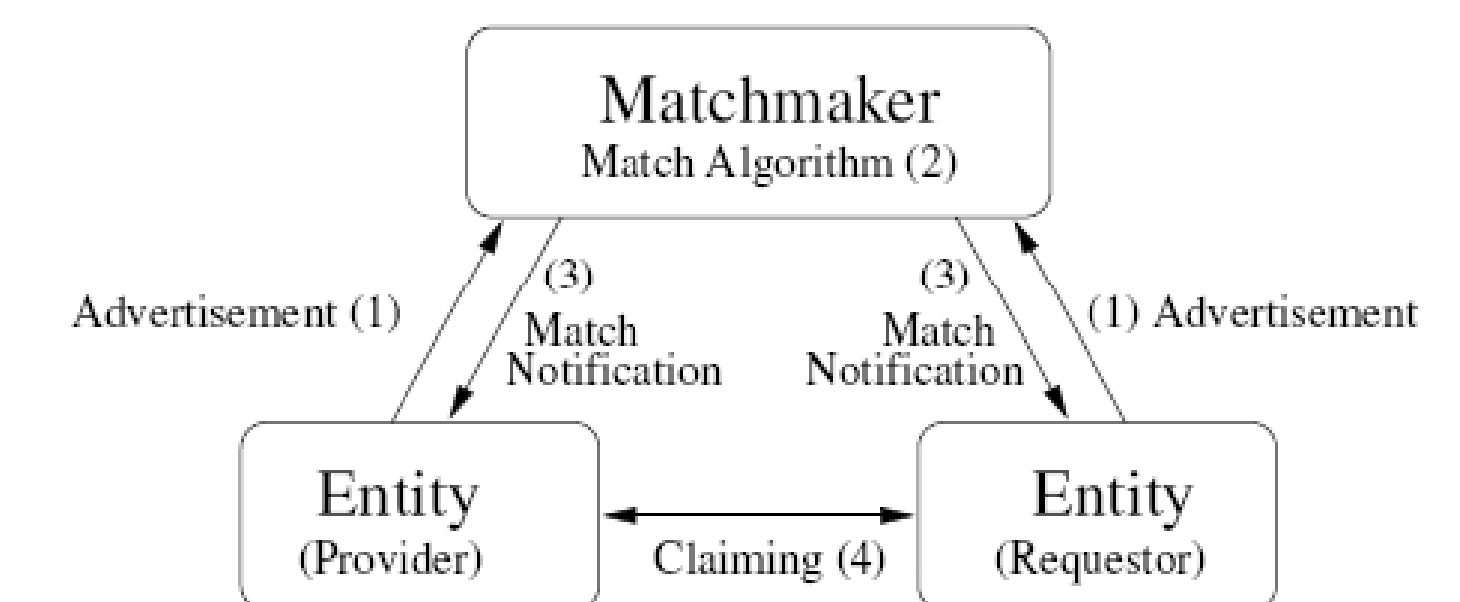 Matchmaker
Match Algorithm (2)
Advertisement (1)
(3)
Match
Notification
(3)
Match
Notification
(1) Advertisement
Entity
(Provider)
Claiming (4)
Entity
(Requestor)